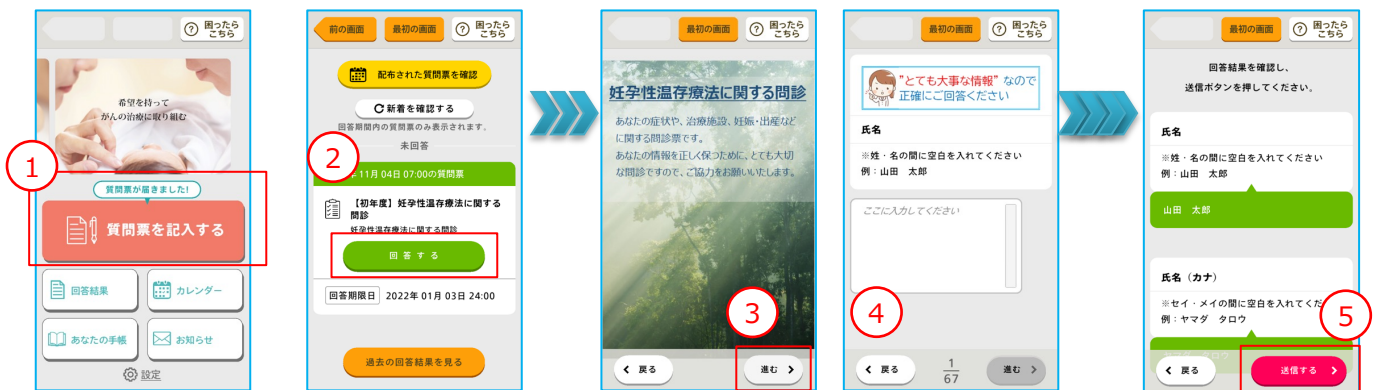 困ったら
こちら
希望を持って
がんの治療に取り組む
①
質問票が届きました!
質問票を記入する
回答結果
カレンダー
あなたの手帳
お知らせ
設定
前の画面
最初の画面
困ったら
こちら
配布された質問票を確認
新着を確認する
回答期間内の質問票のみ表示されます。
未回答
②
11月 04日 07:00の質問票
【初年度】妊孕性温存療法に関する
問診
妊孕性温存療法に関する問診
回答する
回答期限日 2022年 01月 03日 24:00
過去の回答結果を見る
最初の画面
困ったら
こちら
妊孕性温存療法に関する問診
あなたの症状や、治療施設、妊娠・出産など
に関する問診票です。
あなたの情報を正しく保つために、とても大切
な問診ですので、ご協力をお願いいたします。
③
戻る
進む
最初の画面
困ったら
こちら
"とても大事な情報" なので
正確にご回答ください
氏名
※姓・名の間に空白を入れてください
例：山田　太郎
ここに入力してください
④
戻る
1
67
進む
最初の画面
困ったら
こちら
回答結果を確認し、
送信ボタンを押してください。
氏名
※姓・名の間に空白を入れてください
例：山田　太郎
山田　太郎
氏名（カナ）
※セイ・メイの間に空白を入れてくだ
例：ヤマダ　タロウ
⑤
戻る
送信する